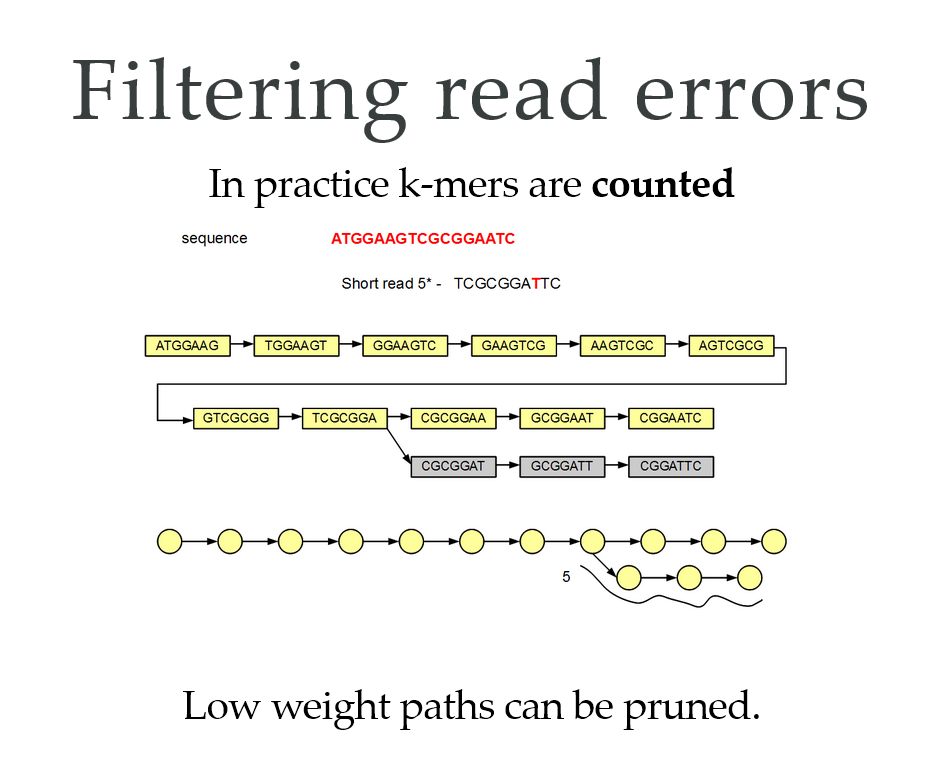 Filtering read errors
In practice k-mers are counted
sequence ATGGAAGTCGCGGAATC
Short read 5* - TCGCGGATTC
ATGGAAG TGGAAGT GGAAGTC GAAGTCG AAGTCGC AGTCGCG
GTCGCGG TCGCGGA CGCGGAA GCGGAAT CGGAATC
CGCGGAT GCGGATT CGGATTC
5
Low weight paths can be pruned.